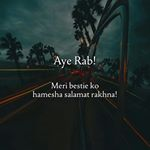 Aye Rab!
Meri bestie ko
hamesha salamat rakhna!